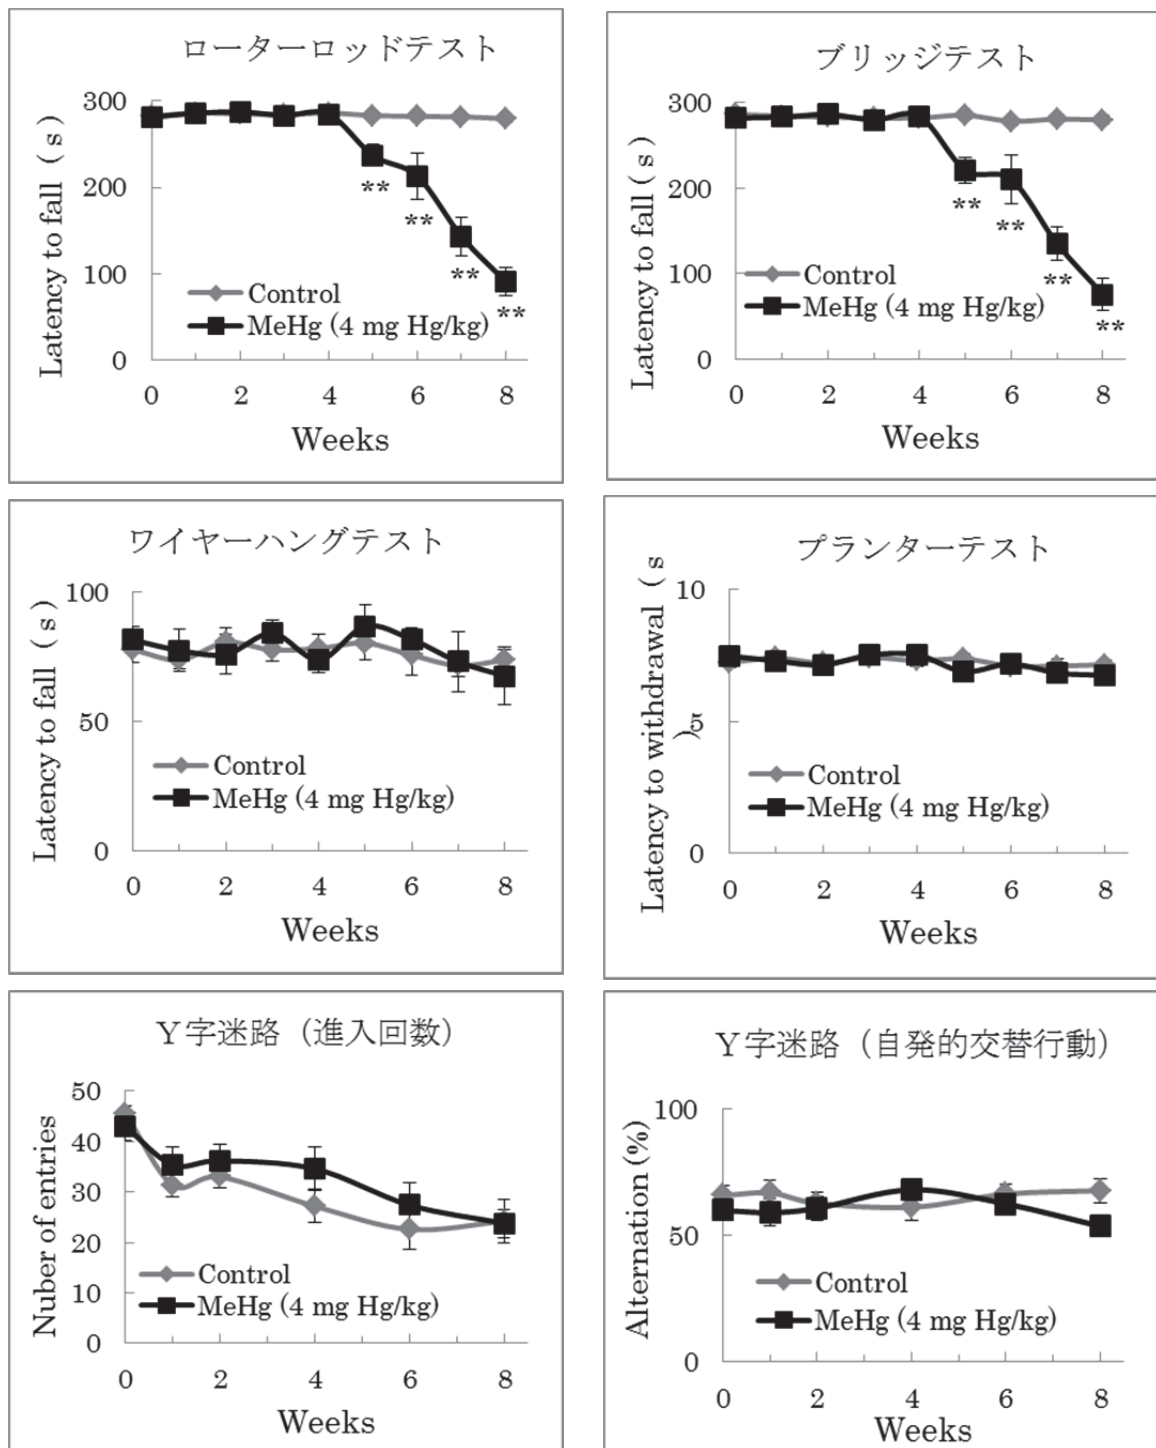 ローターロッドテスト
Latency to fall ( s )
300
200
100
0
**
**
**
**
Control
MeHg (4 mg Hg/kg)
0 2 4 6 8
Weeks
ブリッジテスト
Latency to fall ( s )
300
200
100
0
**
**
**
**
Control
MeHg (4 mg Hg/kg)
0 2 4 6 8
Weeks
ワイヤーハングテスト
Latency to fall ( s )
100
50
0
Control
MeHg (4 mg Hg/kg)
0 2 4 6 8
Weeks
プランターテスト
Latency to withdrawal ( s
)
10
5
0
Control
MeHg (4 mg Hg/kg)
0 2 4 6 8
Weeks
Y字迷路（進入回数）
Nuber of entries
50
40
30
20
10
0
Control
MeHg (4 mg Hg/kg)
0 2 4 6 8
Weeks
Y字迷路（自発的交替行動）
Alternation (%)
100
50
0
Control
MeHg (4 mg Hg/kg)
0 2 4 6 8
Weeks